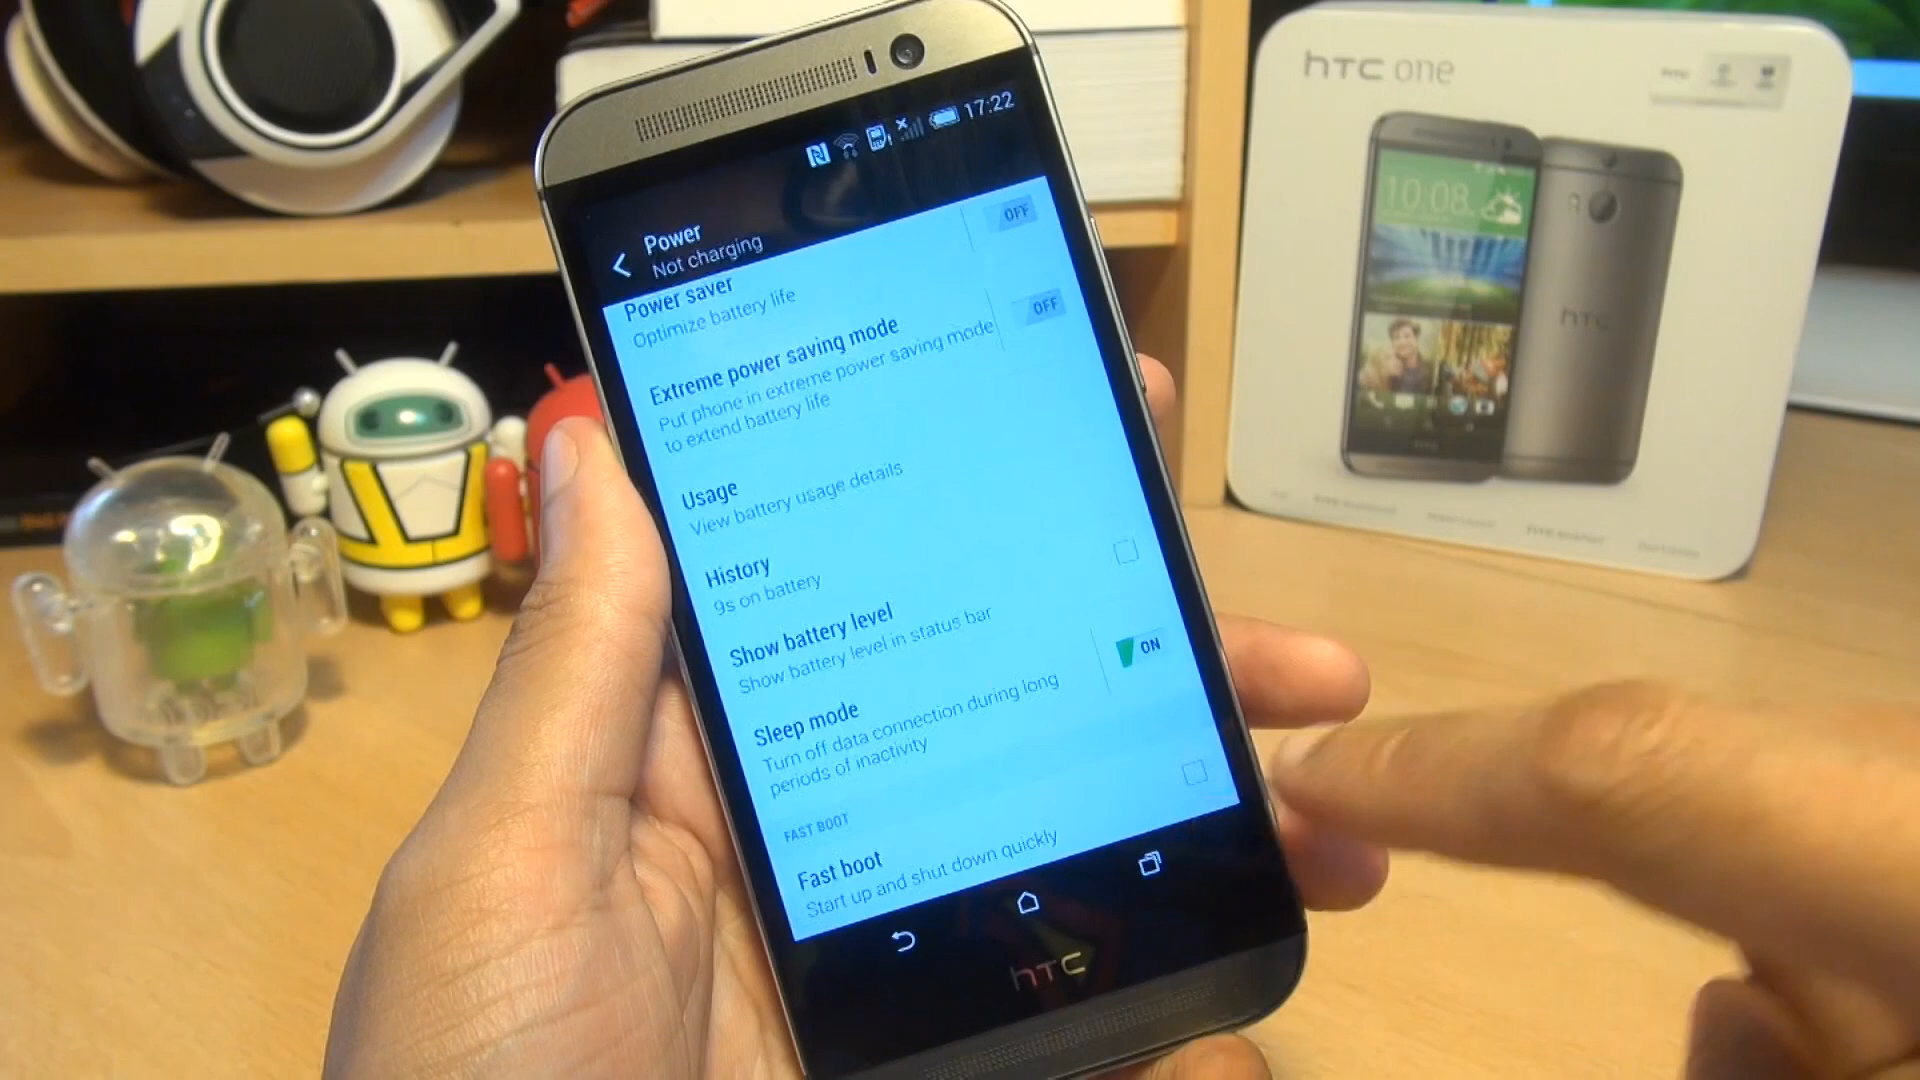 17:22
Power
Not charging
Power saver
Optimize battery life
OFF
Extreme power saving mode
Put phone in extreme power saving mode
to extend battery life
OFF
Usage
View battery usage details
History
9s on battery
Show battery level
Show battery level in status bar
Sleep mode
Turn off data connection during long
periods of inactivity
ON
FAST BOOT
Fast boot
Start up and shut down quickly
hTC
hTC one
10:08
hTC